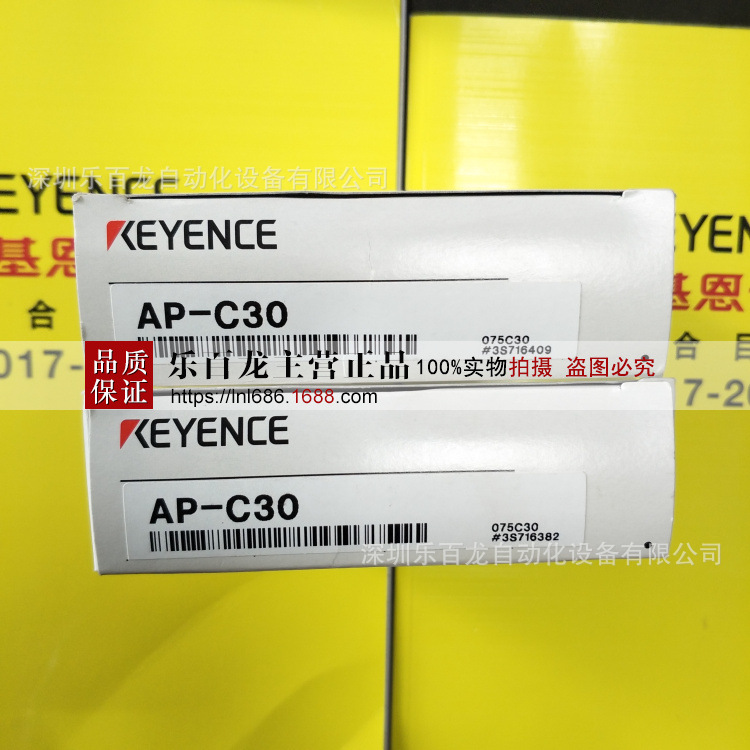 深圳乐百龙自动化设备有限公司
KEYENCE
基恩
合
017-
YENCE
基恩
合 目
17-20
KEYENCE
AP-C30
075C30
#3S716409
品质
保证
乐百龙主营正品 100%实物拍摄 盗图必究
https://lnl686.1688.com
KEYENCE
AP-C30
075C30
#3S716382
深圳乐百龙自动化设备有限公司